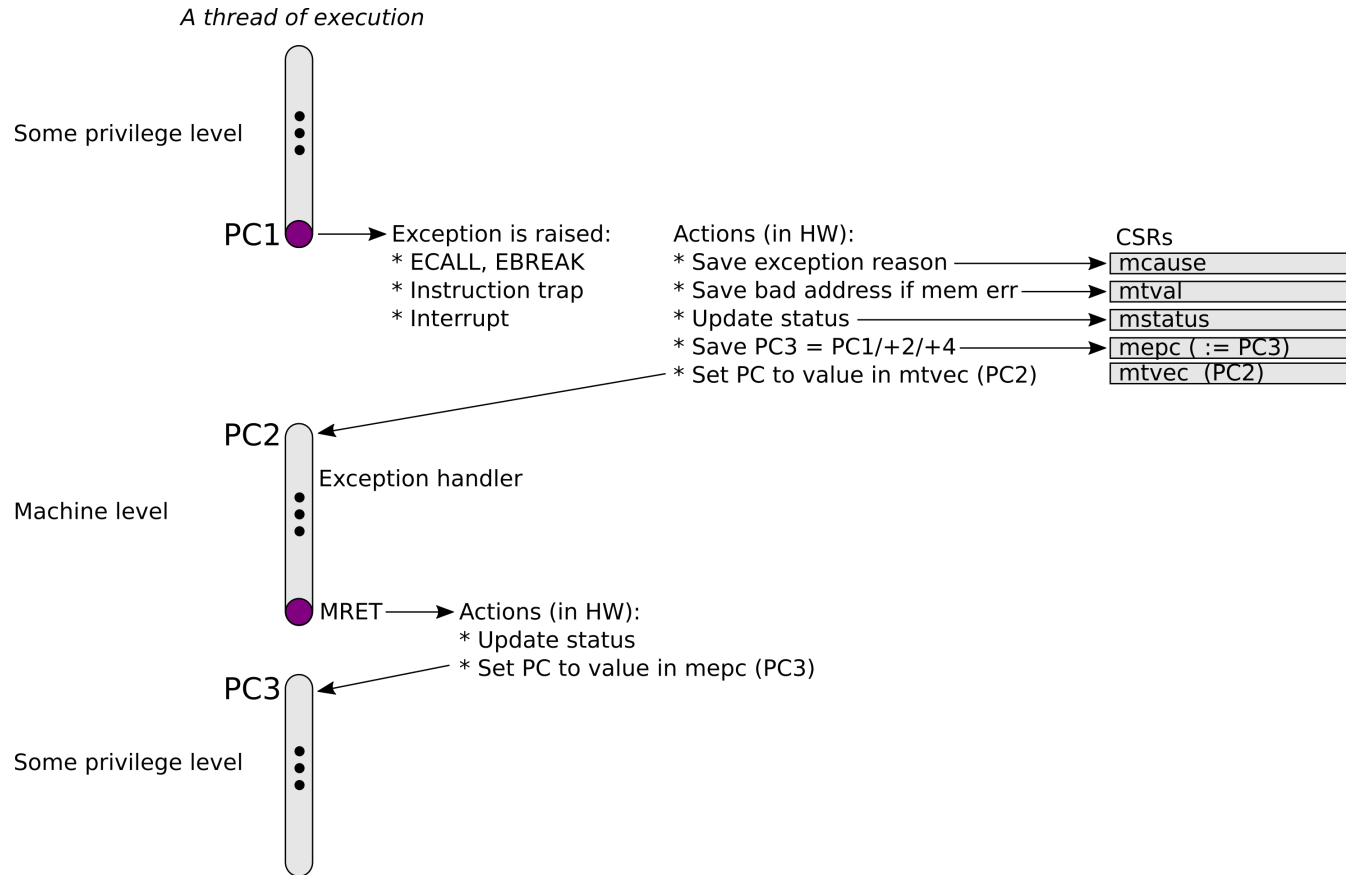 A thread of execution
Some privilege level
PC1
Exception is raised:
* ECALL, EBREAK
* Instruction trap
* Interrupt
Actions (in HW):
* Save exception reason
* Save bad address if mem err
* Update status
* Save PC3 = PC1/+2/+4
* Set PC to value in mtvec (PC2)
CSRs
mcause
mtval
mstatus
mepc ( := PC3)
mtvec (PC2)
PC2
Exception handler
Machine level
MRET
Actions (in HW):
* Update status
* Set PC to value in mepc (PC3)
PC3
Some privilege level